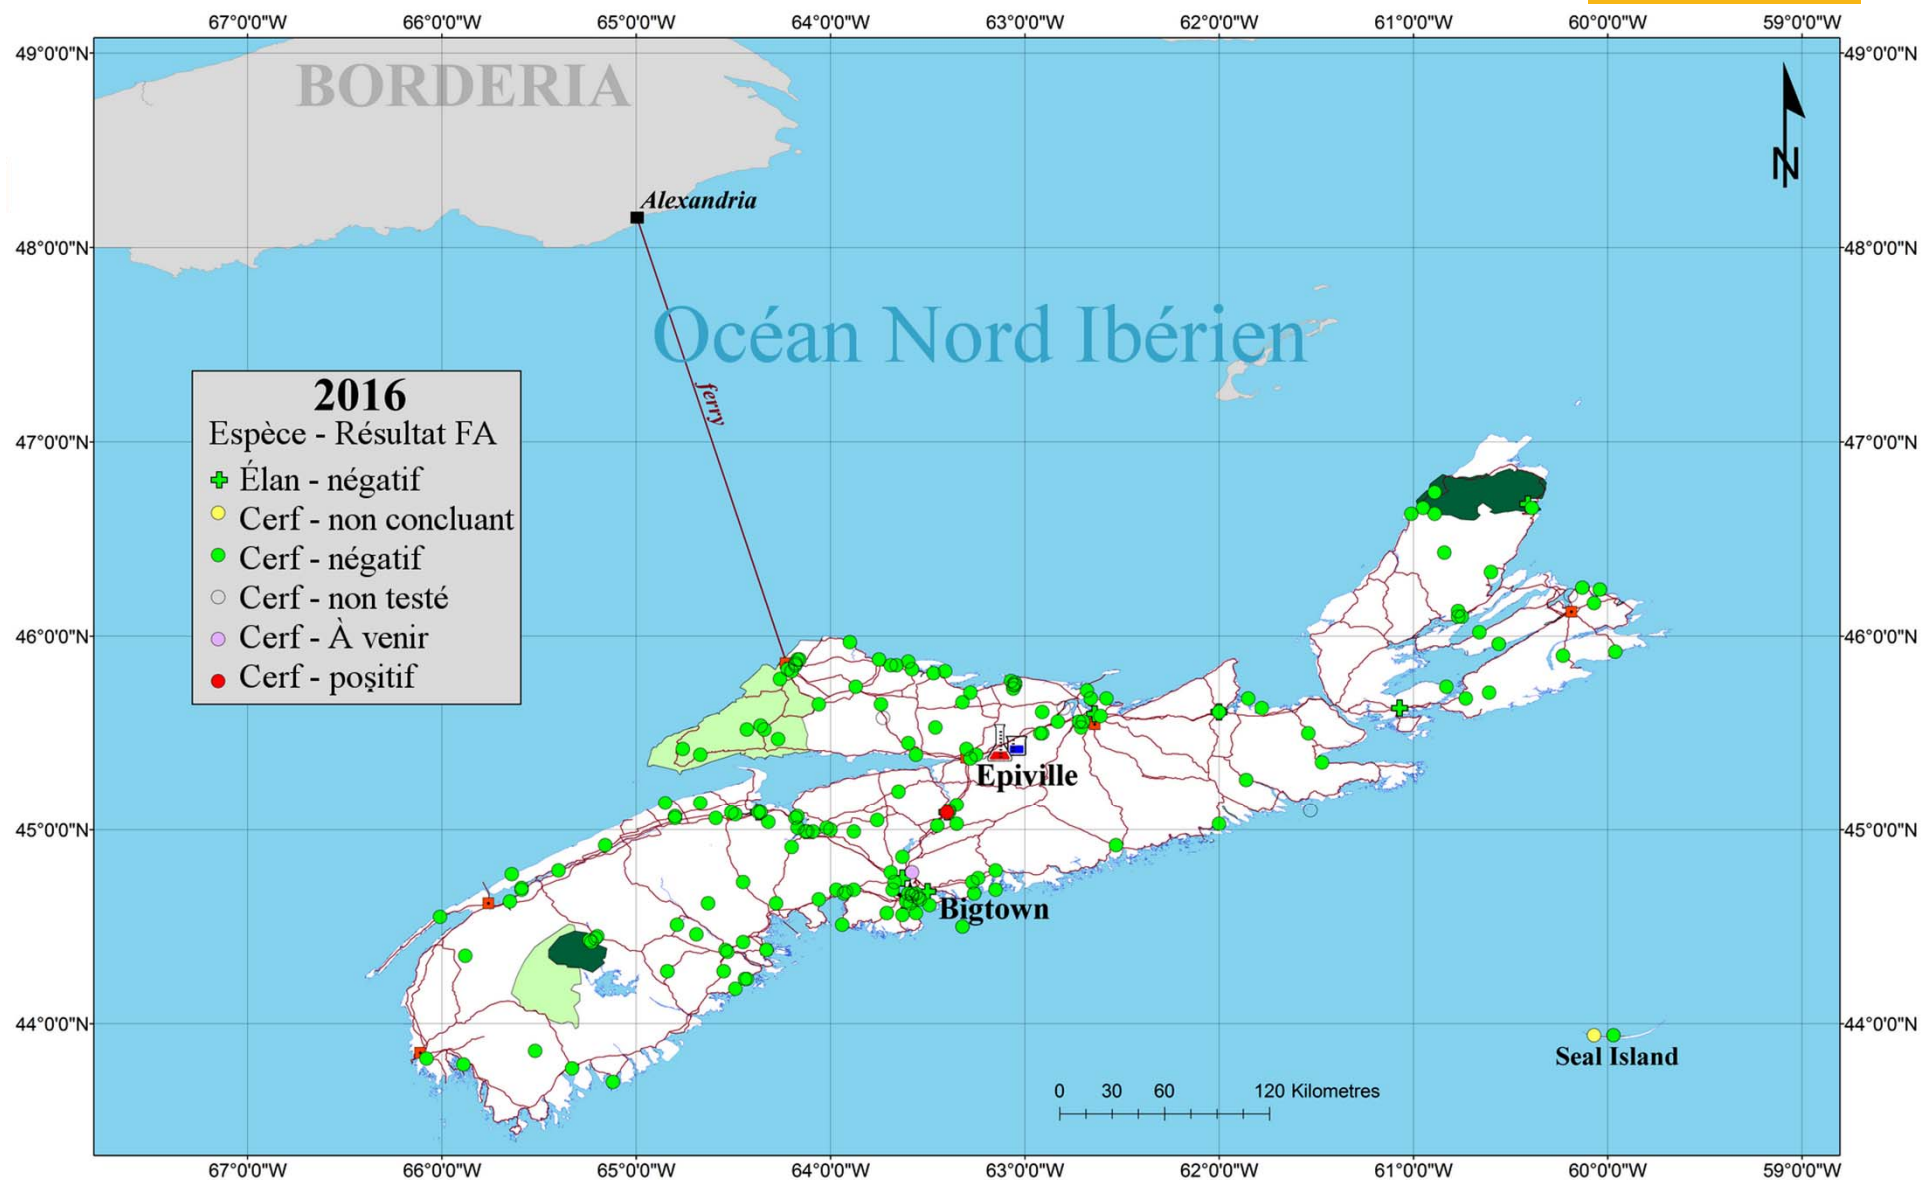 67°0'0"W 66°0'0"W 65°0'0"W 64°0'0"W 63°0'0"W 62°0'0"W 61°0'0"W 60°0'0"W 59°0'0"W
49°0'0"N 49°0'0"N
BORDERIA
N
Alexandria
48°0'0"N 48°0'0"N
Océan Nord Ibérien
ferry
2016
Espèce - Résultat FA
Élan - négatif
Cerf - non concluant
Cerf - négatif
Cerf - non testé
Cerf - À venir
Cerf - poșitif
47°0'0"N 47°0'0"N
46°0'0"N 46°0'0"N
Epiville
45°0'0"N 45°0'0"N
Bigtown
44°0'0"N 44°0'0"N
Seal Island
0 30 60 120 Kilometres
67°0'0"W 66°0'0"W 65°0'0"W 64°0'0"W 63°0'0"W 62°0'0"W 61°0'0"W 60°0'0"W 59°0'0"W